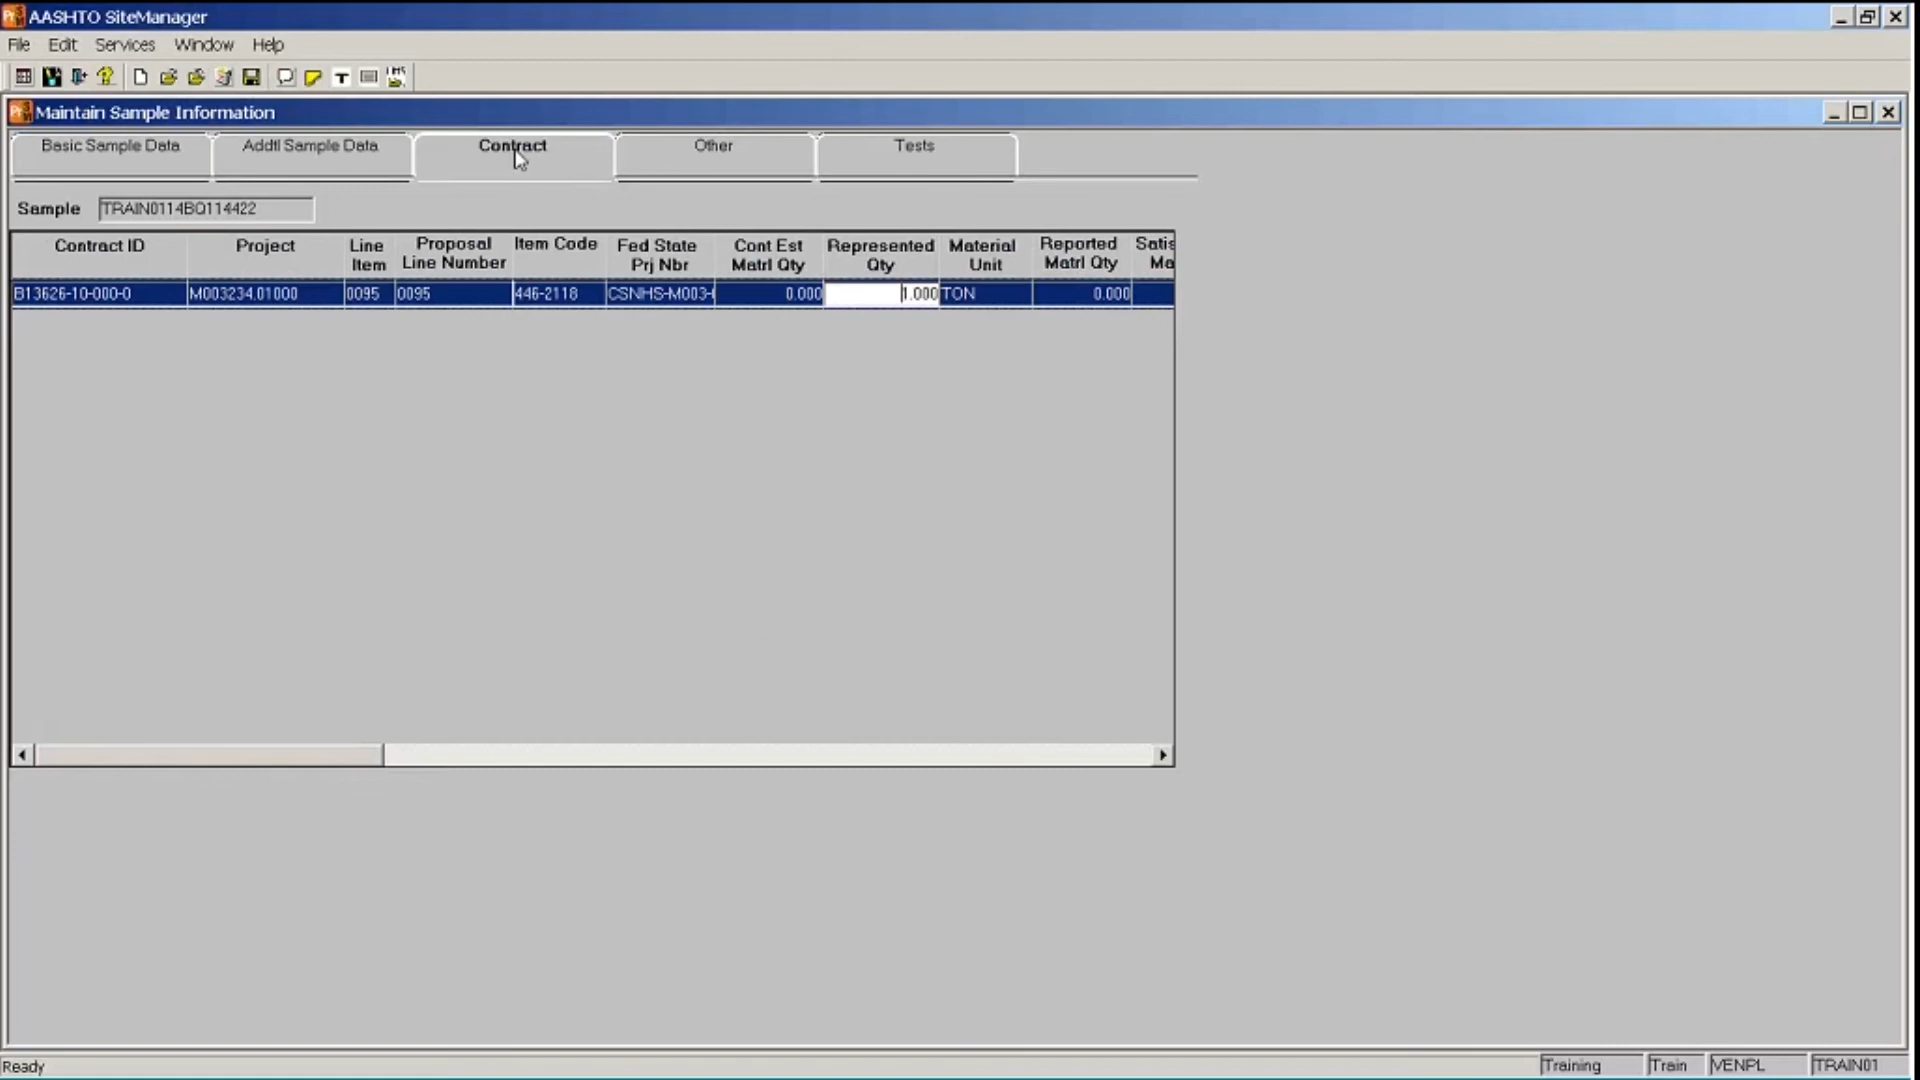 AASHTO SiteManager
File Edit Services Window Help
Maintain Sample Information
Basic Sample Data Addtl Sample Data Contract Other Tests
Sample TRAIN0114BQ114422
Contract ID Project Line Item Proposal Line Number Item Code Fed State Prj Nbr Cont Est Matrl Qty Represented Qty Material Unit Reported Matrl Qty Satis Ma
B13626-10-000-0 M003234.01000 0095 0095 446-2118 CSNHS-M003- 0.000 1.000 TON 0.000
Ready Training Train VENPL TRAIN01